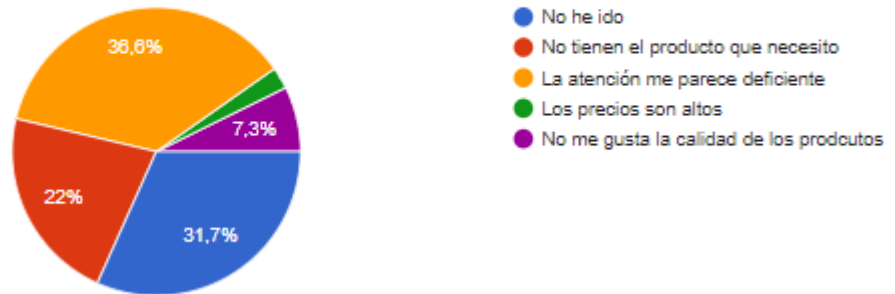 36,6%
7,3%
22%
31,7%
No he ido
No tienen el producto que necesito
La atención me parece deficiente
Los precios son altos
No me gusta la calidad de los prodcutos